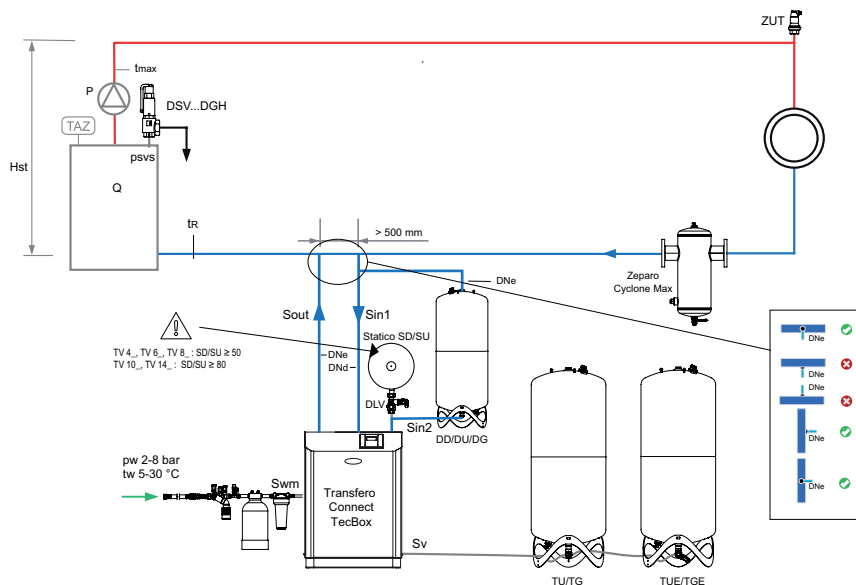 ZUT
tmax
P
DSV...DGH
TAZ
psvs
Hst
Q
tR
> 500 mm
Zeparo
Cyclone Max
DNe
Sout
Sin1
Statico SD/SU
TV 4_, TV 6_, TV 8_ : SD/SU ≥ 50
TV 10_, TV 14_ : SD/SU ≥ 80
DNe
DNd
DLV
Sin2
DD/DU/DG
DNe
DNe
DNe
DNe
DNe
pw 2-8 bar
tw 5-30 °C
Swm
Transfero
Connect
TecBox
Sv
TU/TG
TUE/TGE